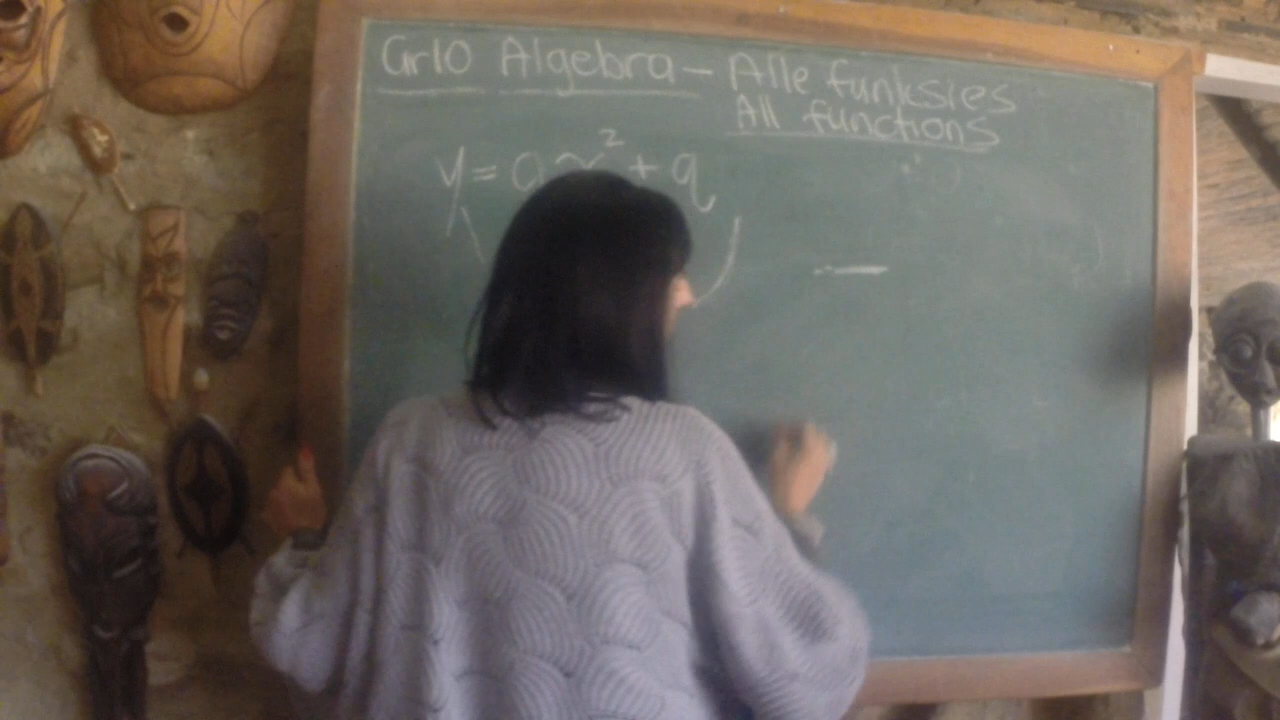 Gr10 Algebra – Alle funksies
All functions
y = ax² + q